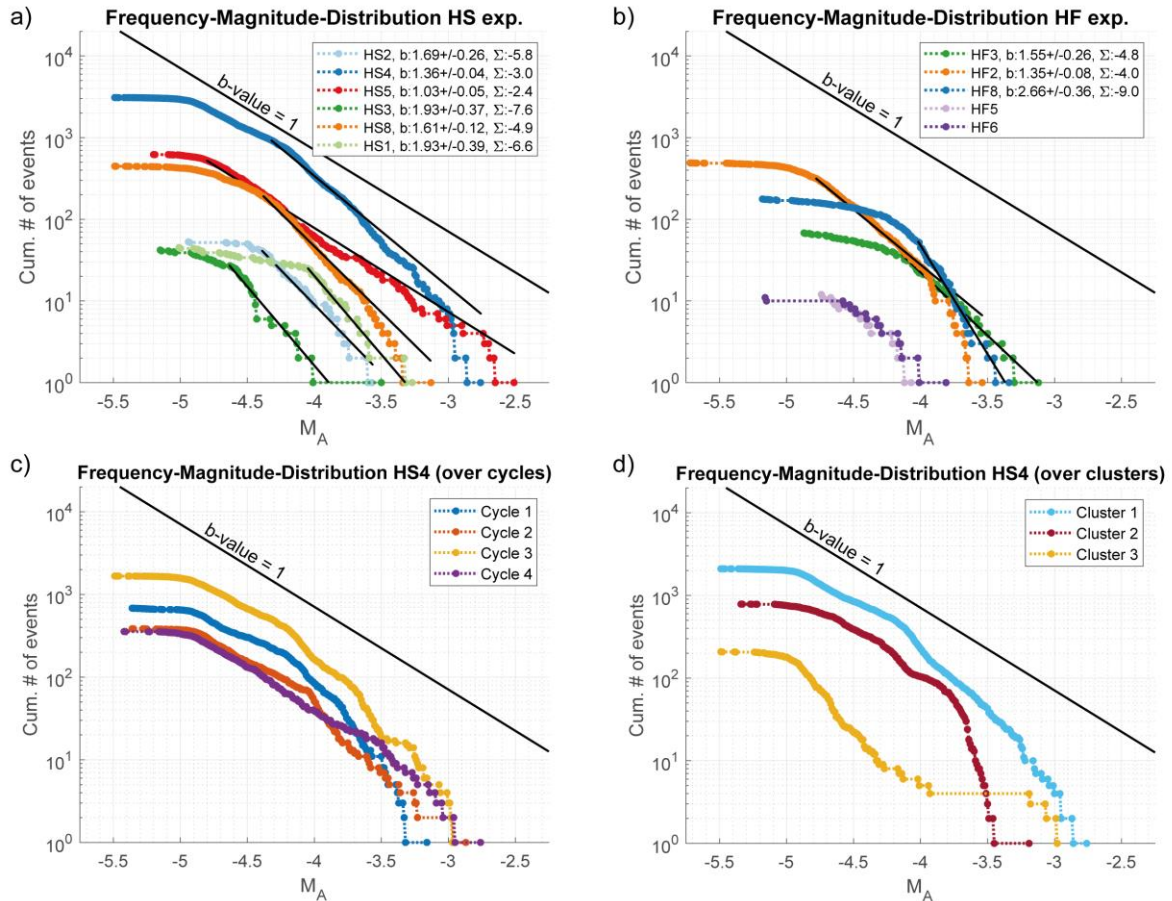 a)
Frequency-Magnitude-Distribution HS exp.
HS2, b:1.69+/-0.26, Σ:-5.8
HS4, b:1.36+/-0.04, Σ:-3.0
HS5, b:1.03+/-0.05, Σ:-2.4
HS3, b:1.93+/-0.37, Σ:-7.6
HS8, b:1.61+/-0.12, Σ:-4.9
HS1, b:1.93+/-0.39, Σ:-6.6
b-value = 1
Cum. # of events
10^4
10^3
10^2
10^1
10^0
-5.5 -5 -4.5 -4 -3.5 -3 -2.5
M_A
b)
Frequency-Magnitude-Distribution HF exp.
HF3, b:1.55+/-0.26, Σ:-4.8
HF2, b:1.35+/-0.08, Σ:-4.0
HF8, b:2.66+/-0.36, Σ:-9.0
HF5
HF6
b-value = 1
Cum. # of events
10^4
10^3
10^2
10^1
10^0
-5.5 -5 -4.5 -4 -3.5 -3 -2.5
M_A
c)
Frequency-Magnitude-Distribution HS4 (over cycles)
Cycle 1
Cycle 2
Cycle 3
Cycle 4
b-value = 1
Cum. # of events
10^4
10^3
10^2
10^1
10^0
-5.5 -5 -4.5 -4 -3.5 -3 -2.5
M_A
d)
Frequency-Magnitude-Distribution HS4 (over clusters)
Cluster 1
Cluster 2
Cluster 3
b-value = 1
Cum. # of events
10^4
10^3
10^2
10^1
10^0
-5.5 -5 -4.5 -4 -3.5 -3 -2.5
M_A